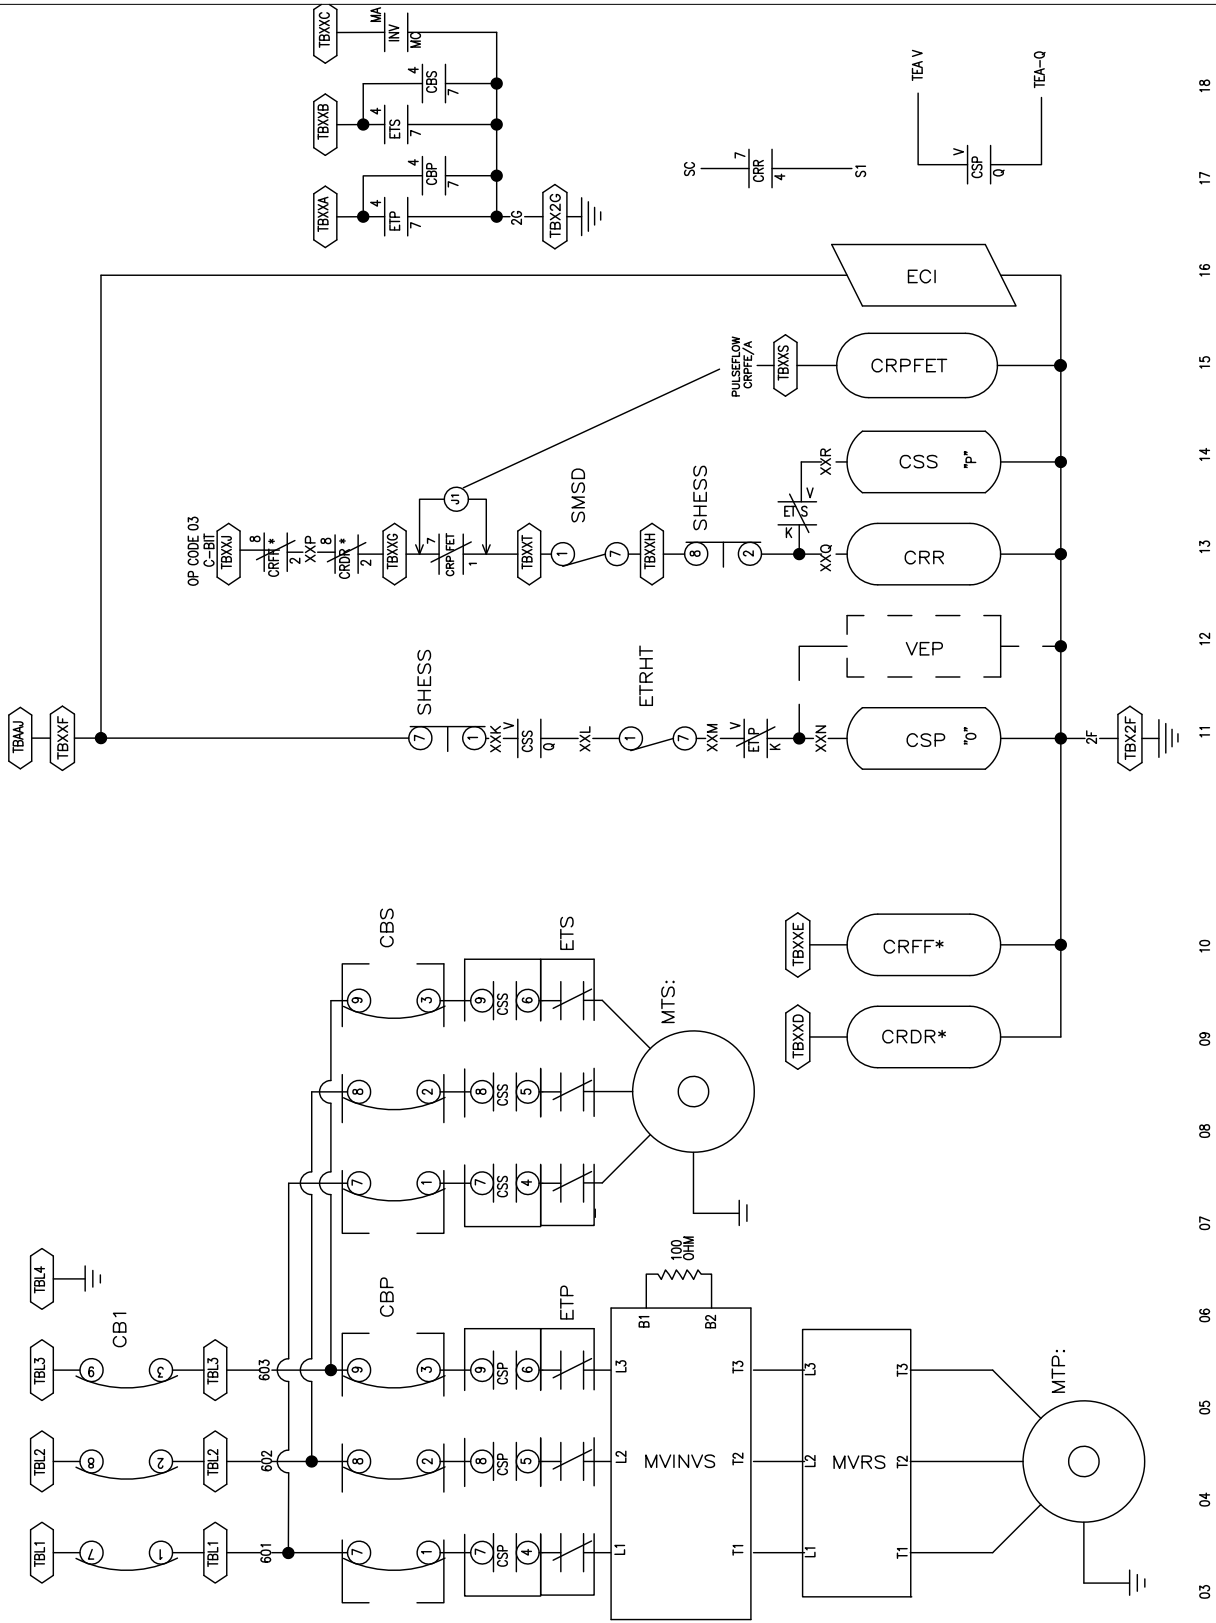 TBXXC
MA
INV
MC
TBXXB
4
CBS
7
4
ETS
7
TBXXA
4
CBP
7
4
ETP
7
2G
TBX2G
SC
7
CRR
4
S1
TEA V
V
CSP
Q
TEA-Q
18
17
16
ECI
15
PULSEFLOW
CRPFE/A
TBXXS
CRPFET
14
XXR
CSS "P"
13
OP CODE 03
C-BIT
TBXXJ
8
CRFF*
2
XXP
8
CRDR*
2
TBXXG
7
CRPFET
1
J1
TBXXT
SMSD
1
7
TBXXH
SHESS
8
2
V
ETS
K
XXQ
CRR
12
VEP
11
TBAAJ
TBXXF
SHESS
7
1
XXK
V
CSS
Q
XXL
ETRHT
1
7
XXM
V
ETP
K
XXN
CSP "O"
2F
TBX2F
10
TBXXE
CRFF*
09
TBXXD
CRDR*
CBS
9
3
9
CSS
6
ETS
8
2
8
CSS
5
7
1
7
CSS
4
MTS:
08
07
TBL4
CB1
TBL3
9
3
TBL3
603
TBL2
8
2
TBL2
602
TBL1
7
1
TBL1
601
CBP
9
3
9
CSP
6
ETP
8
2
8
CSP
5
7
1
7
CSP
4
100
OHM
B1
B2
L3
L2
L1
MVINVS
T3
T2
T1
L3
L2
L1
MVRS
T3
T2
T1
MTP:
06
05
04
03